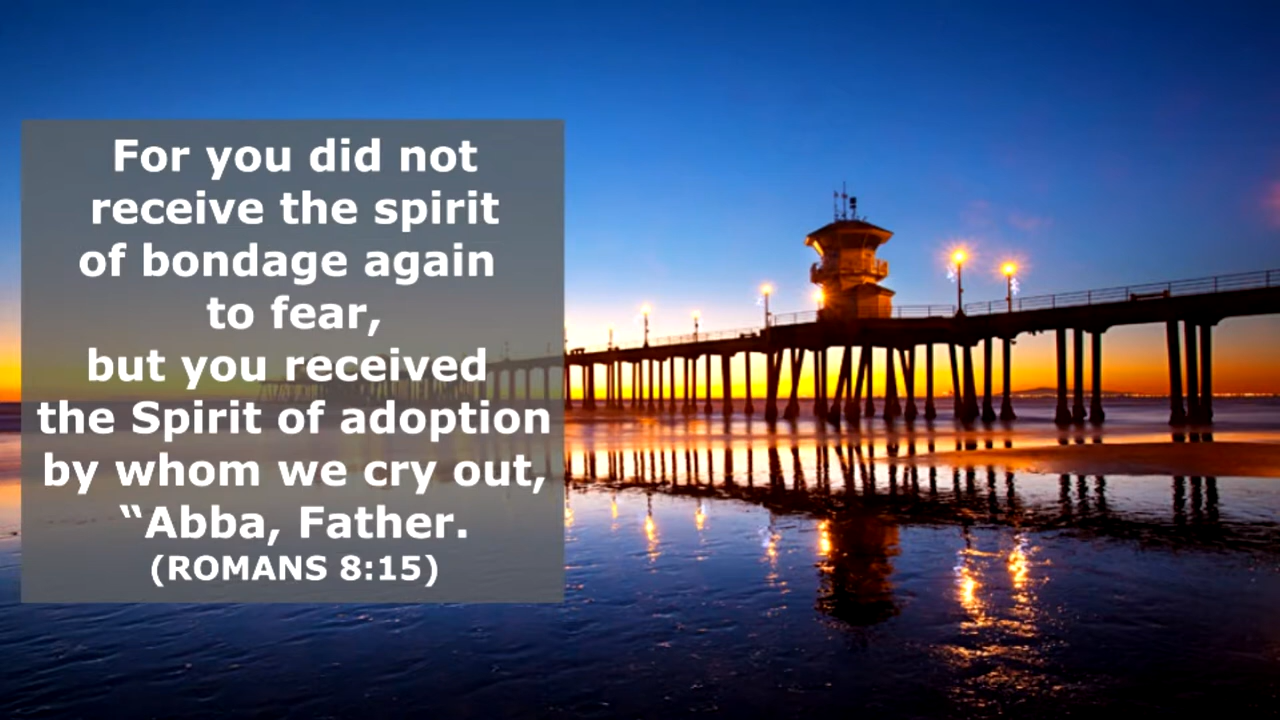 For you did not
receive the spirit
of bondage again
to fear,
but you received
the Spirit of adoption
by whom we cry out,
“Abba, Father.
(ROMANS 8:15)